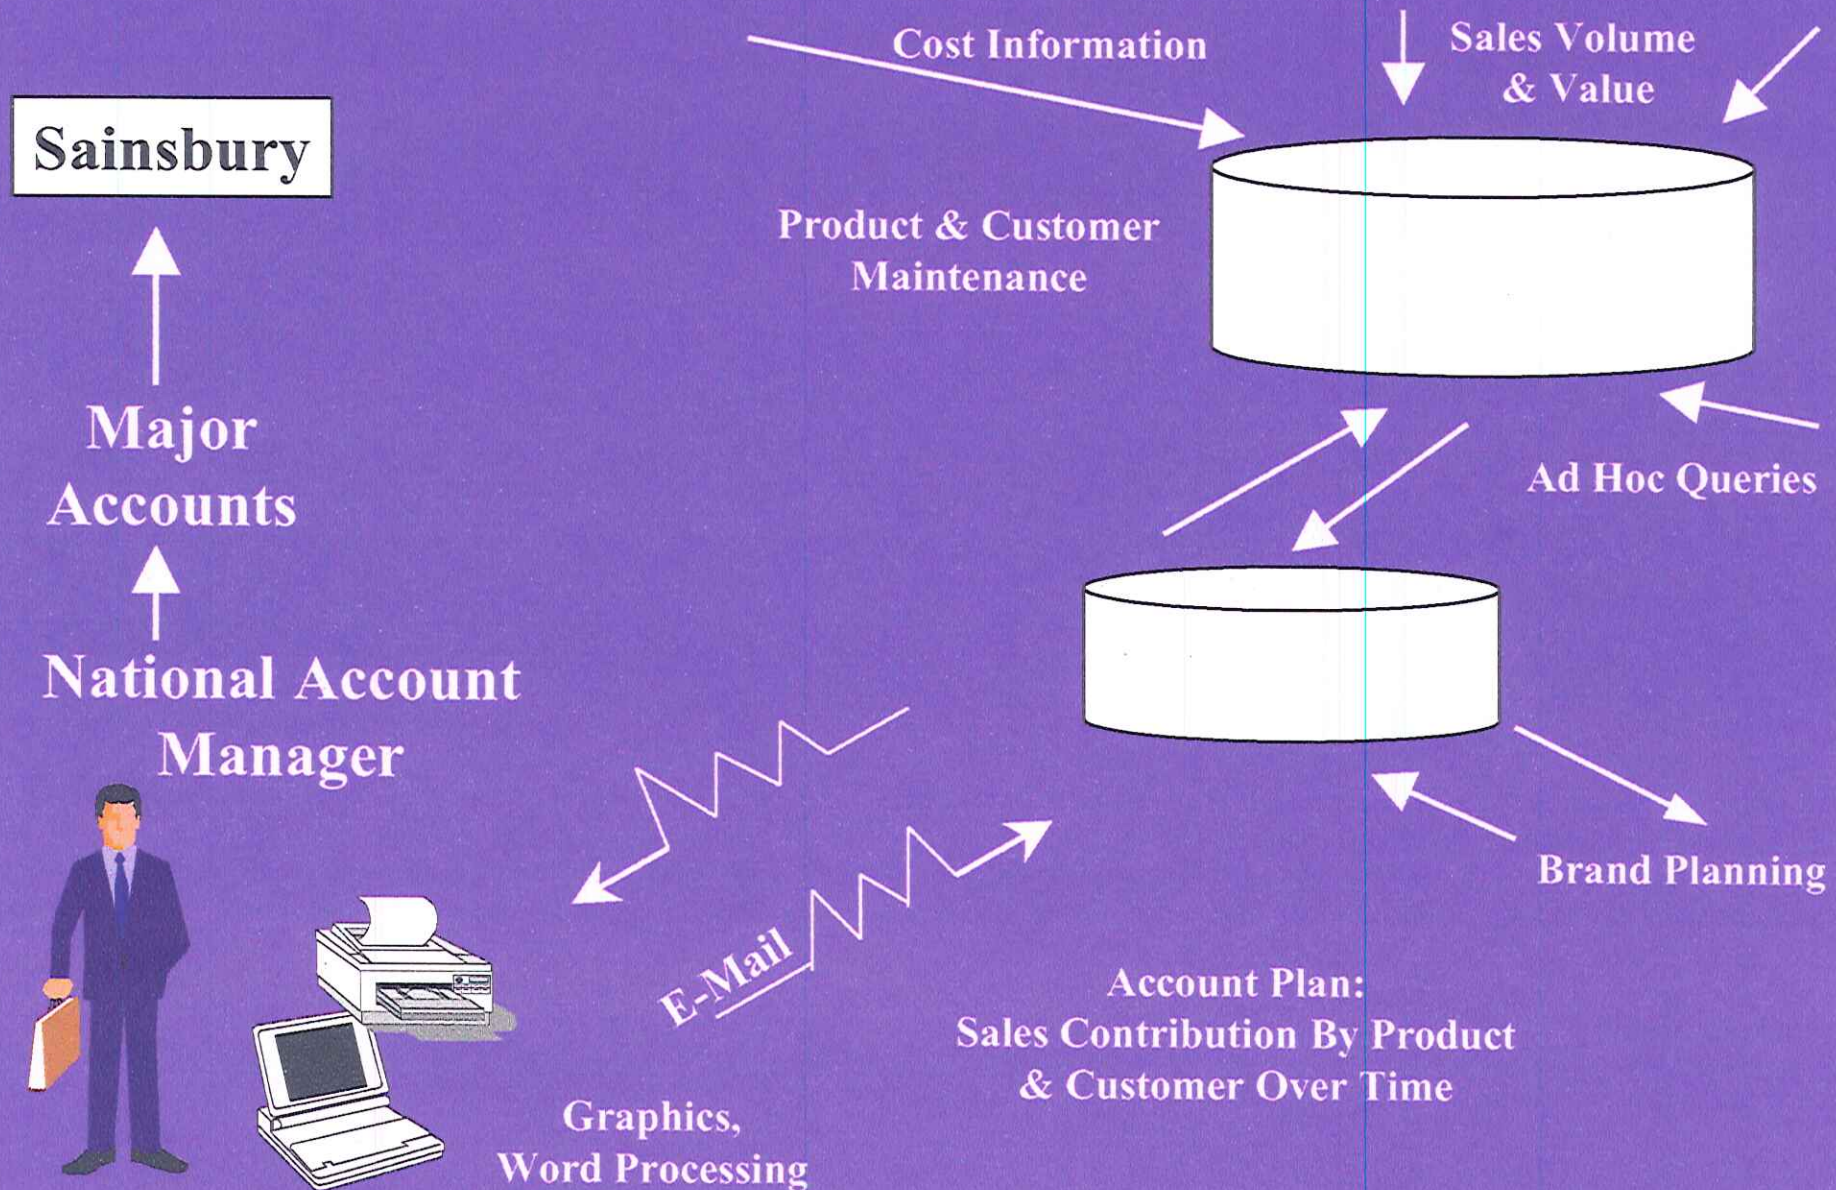 Cost Information
Sales Volume
& Value
Sainsbury
Product & Customer
Maintenance
Major
Accounts
Ad Hoc Queries
National Account
Manager
Brand Planning
E-Mail
Account Plan:
Sales Contribution By Product
& Customer Over Time
Graphics,
Word Processing